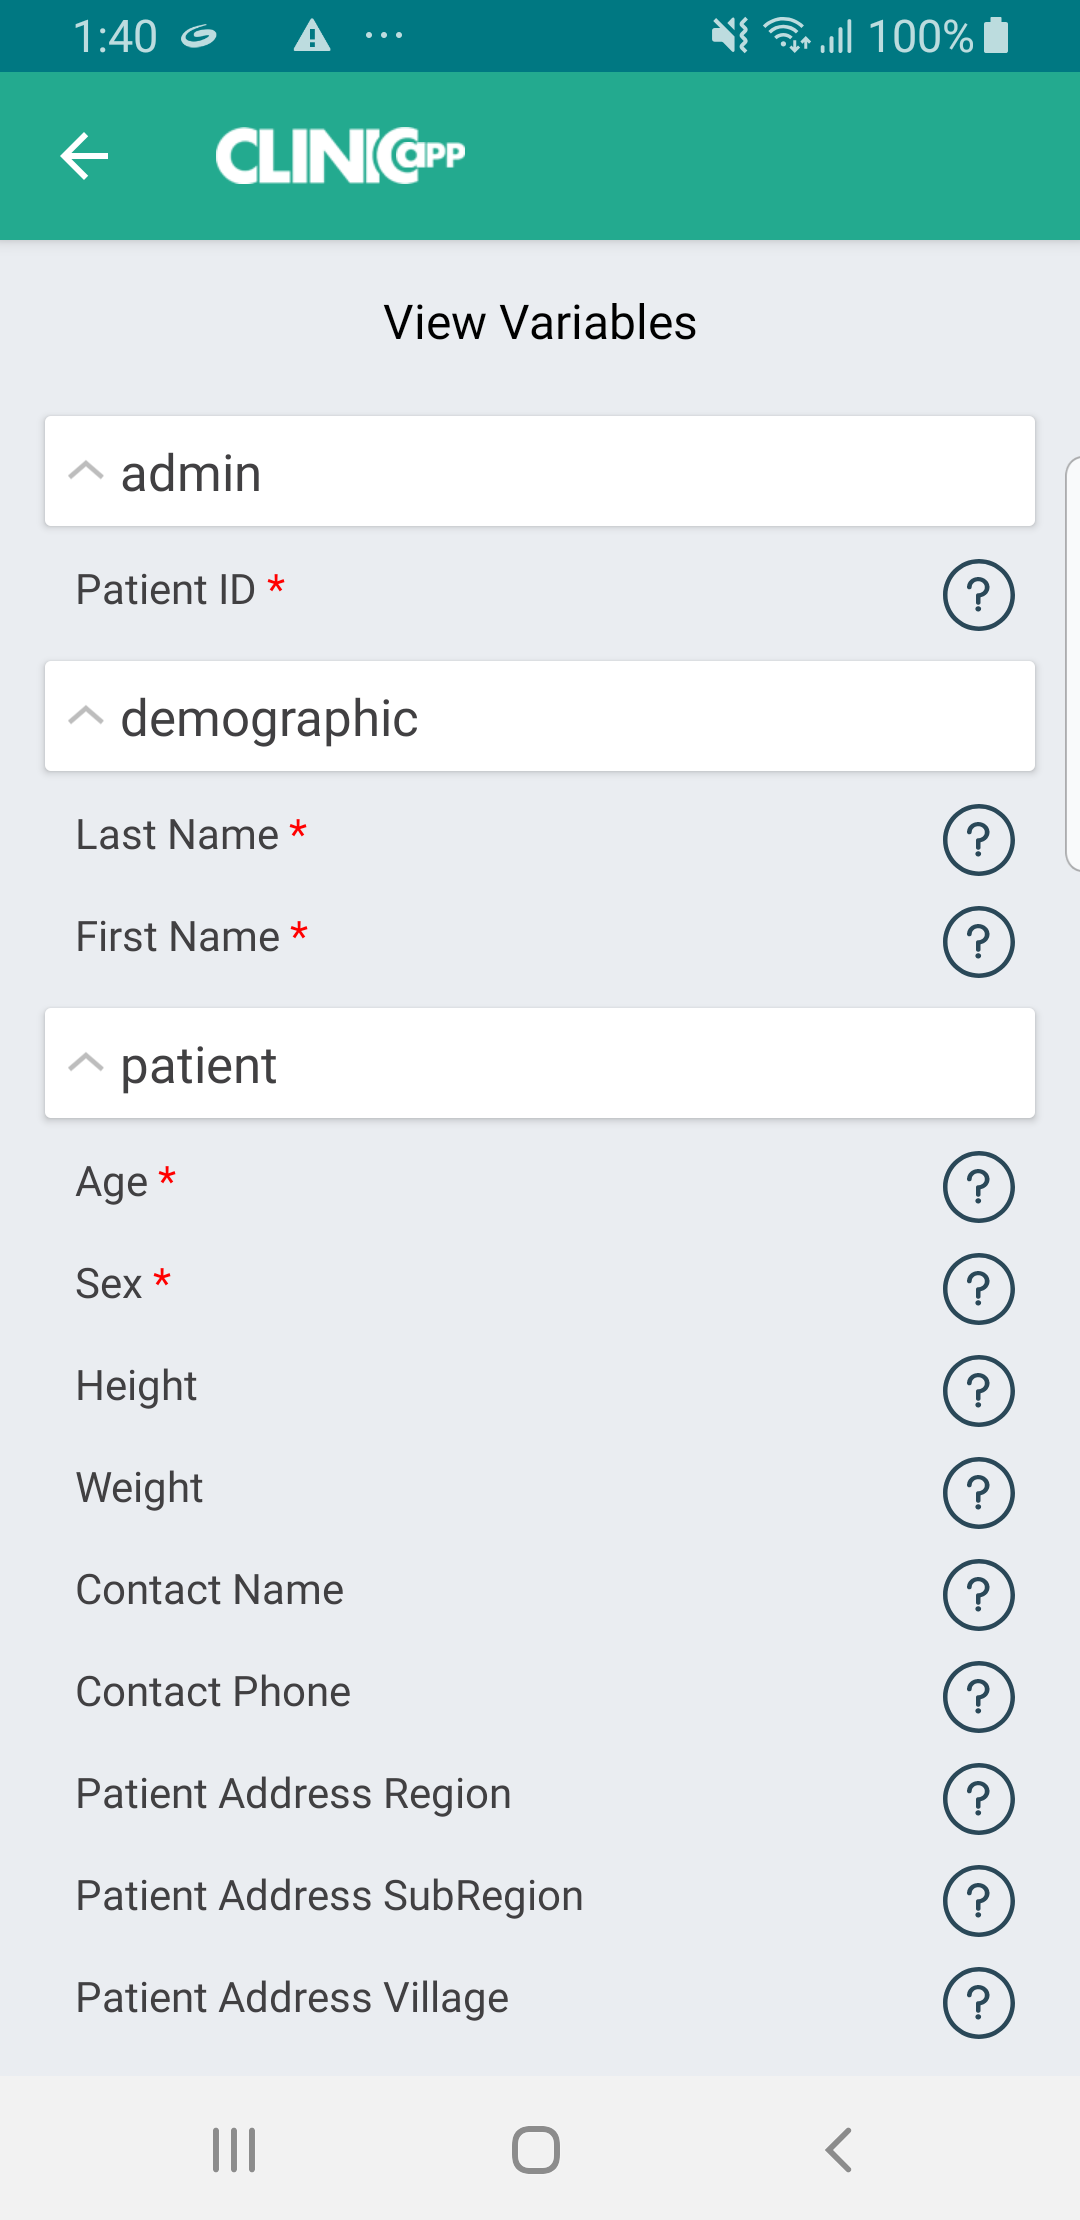 1:40 100%
CLINICaPP
View Variables
admin
Patient ID *
?
demographic
Last Name *
?
First Name *
?
patient
Age *
?
Sex *
?
Height
?
Weight
?
Contact Name
?
Contact Phone
?
Patient Address Region
?
Patient Address SubRegion
?
Patient Address Village
?